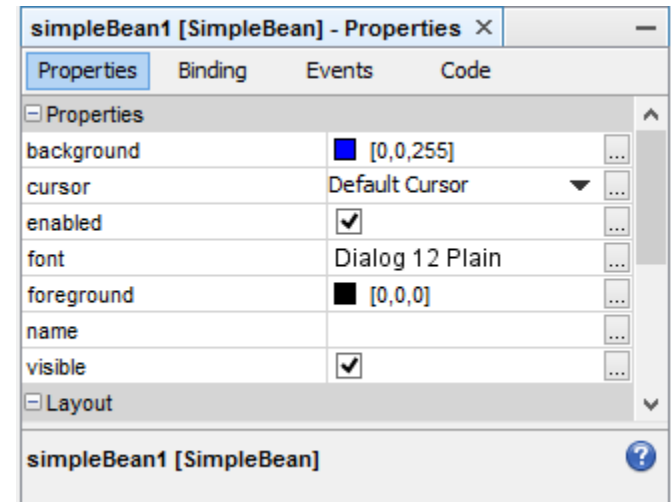 simpleBean1 [SimpleBean] - Properties
Properties Binding Events Code
Properties
background [0,0,255] ...
cursor Default Cursor ...
enabled ...
font Dialog 12 Plain ...
foreground [0,0,0] ...
name ...
visible ...
Layout
simpleBean1 [SimpleBean] ?